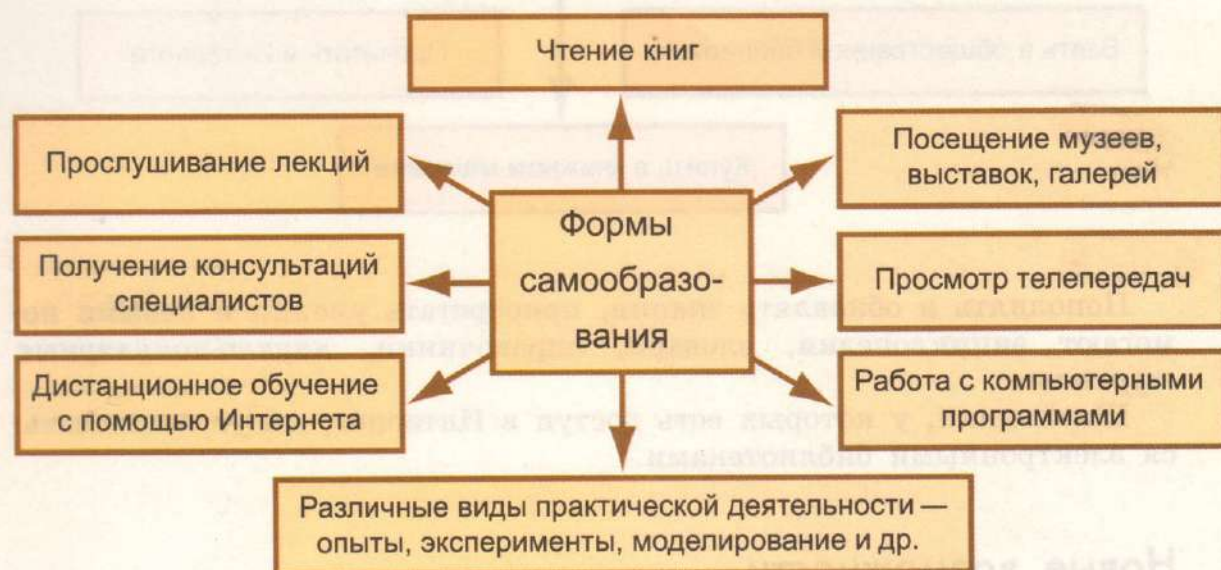 Чтение книг
Прослушивание лекций
Посещение музеев,
выставок, галерей
Формы
самообразо-
вания
Получение консультаций
специалистов
Просмотр телепередач
Дистанционное обучение
с помощью Интернета
Работа с компьютерными
программами
Различные виды практической деятельности —
опыты, эксперименты, моделирование и др.